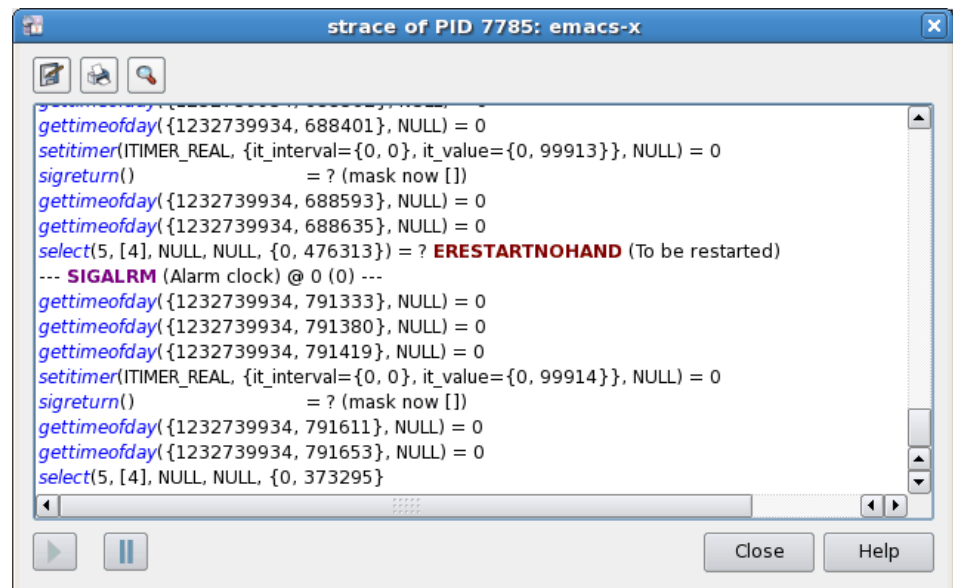 strace of PID 7785: emacs-x
gettimeofday({1232739934, 688401}, NULL) = 0
setitimer(ITIMER_REAL, {it_interval={0, 0}, it_value={0, 99913}}, NULL) = 0
sigreturn() = ? (mask now [])
gettimeofday({1232739934, 688593}, NULL) = 0
gettimeofday({1232739934, 688635}, NULL) = 0
select(5, [4], NULL, NULL, {0, 476313}) = ? ERESTARTNOHAND (To be restarted)
--- SIGALRM (Alarm clock) @ 0 (0) ---
gettimeofday({1232739934, 791333}, NULL) = 0
gettimeofday({1232739934, 791380}, NULL) = 0
gettimeofday({1232739934, 791419}, NULL) = 0
setitimer(ITIMER_REAL, {it_interval={0, 0}, it_value={0, 99914}}, NULL) = 0
sigreturn() = ? (mask now [])
gettimeofday({1232739934, 791611}, NULL) = 0
gettimeofday({1232739934, 791653}, NULL) = 0
select(5, [4], NULL, NULL, {0, 373295}
Close
Help